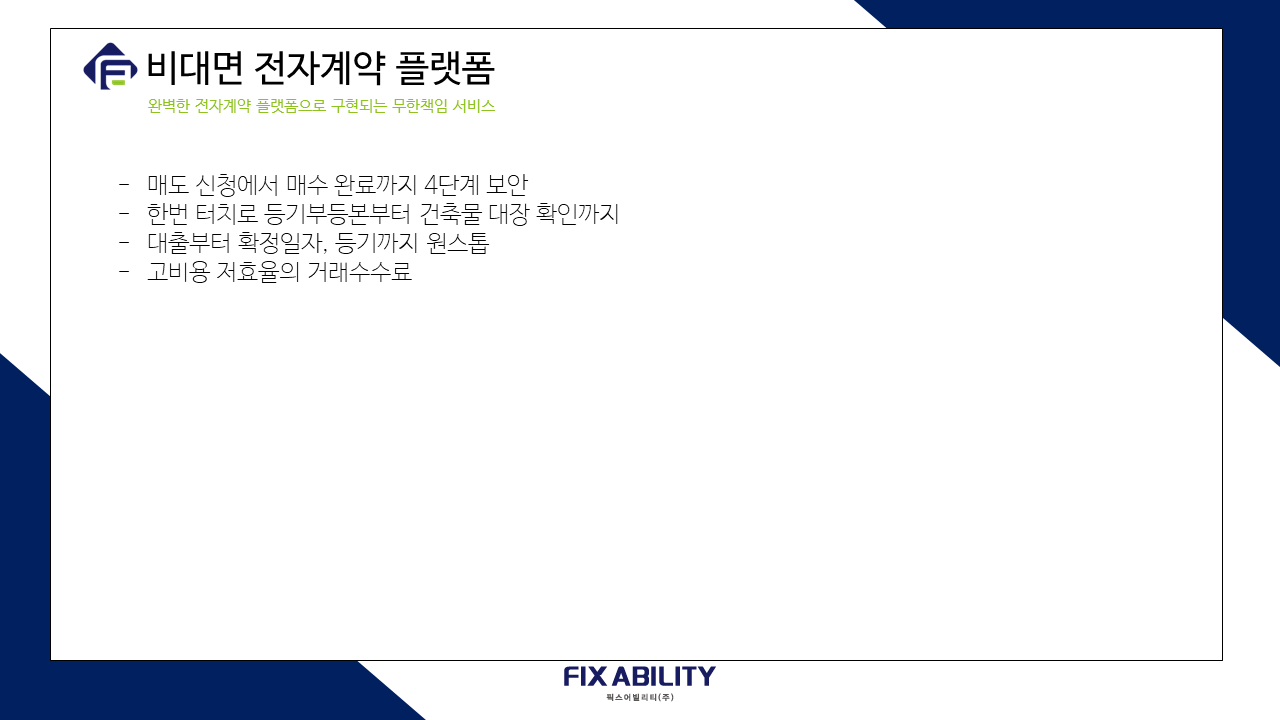 비대면 전자계약 플랫폼
완벽한 전자계약 플랫폼으로 구현되는 무한책임 서비스
- 매도 신청에서 매수 완료까지 4단계 보안
- 한번 터치로 등기부등본부터 건축물 대장 확인까지
- 대출부터 확정일자, 등기까지 원스톱
- 고비용 저효율의 거래수수료
FIX ABILITY
픽스어빌리티(주)